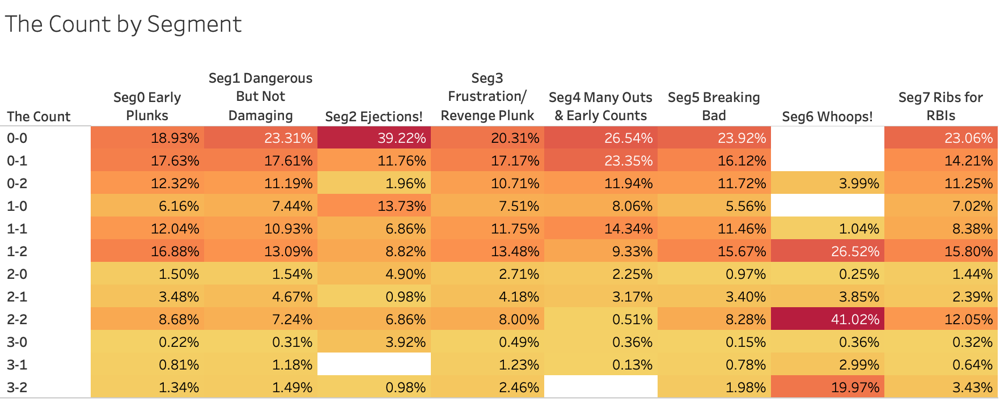 The Count by Segment
The Count Seg0 Early Plunks Seg1 Dangerous But Not Damaging Seg2 Ejections! Seg3 Frustration/ Revenge Plunk Seg4 Many Outs & Early Counts Seg5 Breaking Bad Seg6 Whoops! Seg7 Ribs for RBIs
0-0 18.93% 23.31% 39.22% 20.31% 26.54% 23.92% 23.06%
0-1 17.63% 17.61% 11.76% 17.17% 23.35% 16.12% 14.21%
0-2 12.32% 11.19% 1.96% 10.71% 11.94% 11.72% 3.99% 11.25%
1-0 6.16% 7.44% 13.73% 7.51% 8.06% 5.56% 7.02%
1-1 12.04% 10.93% 6.86% 11.75% 14.34% 11.46% 1.04% 8.38%
1-2 16.88% 13.09% 8.82% 13.48% 9.33% 15.67% 26.52% 15.80%
2-0 1.50% 1.54% 4.90% 2.71% 2.25% 0.97% 0.25% 1.44%
2-1 3.48% 4.67% 0.98% 4.18% 3.17% 3.40% 3.85% 2.39%
2-2 8.68% 7.24% 6.86% 8.00% 0.51% 8.28% 41.02% 12.05%
3-0 0.22% 0.31% 3.92% 0.49% 0.36% 0.15% 0.36% 0.32%
3-1 0.81% 1.18% 1.23% 0.13% 0.78% 2.99% 0.64%
3-2 1.34% 1.49% 0.98% 2.46% 1.98% 19.97% 3.43%